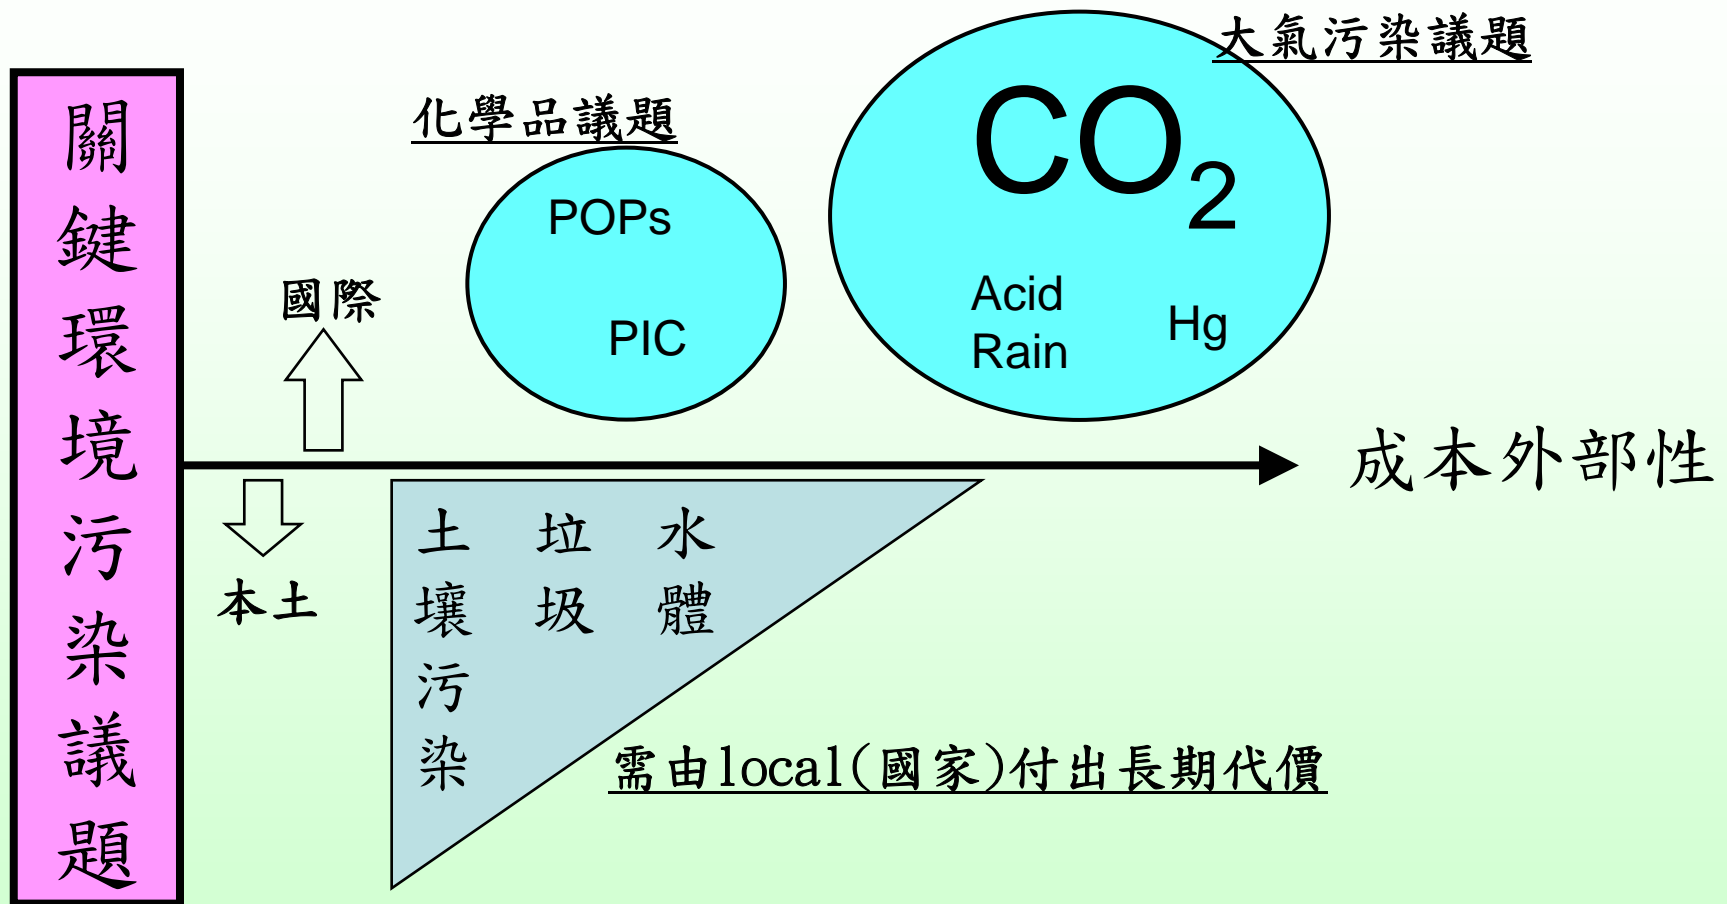 關鍵環境污染議題
大氣污染議題
化學品議題
CO₂
POPs
Acid
Rain
Hg
PIC
國際
成本外部性
本土
土壤污染
垃圾
水體
需由local(國家)付出長期代價